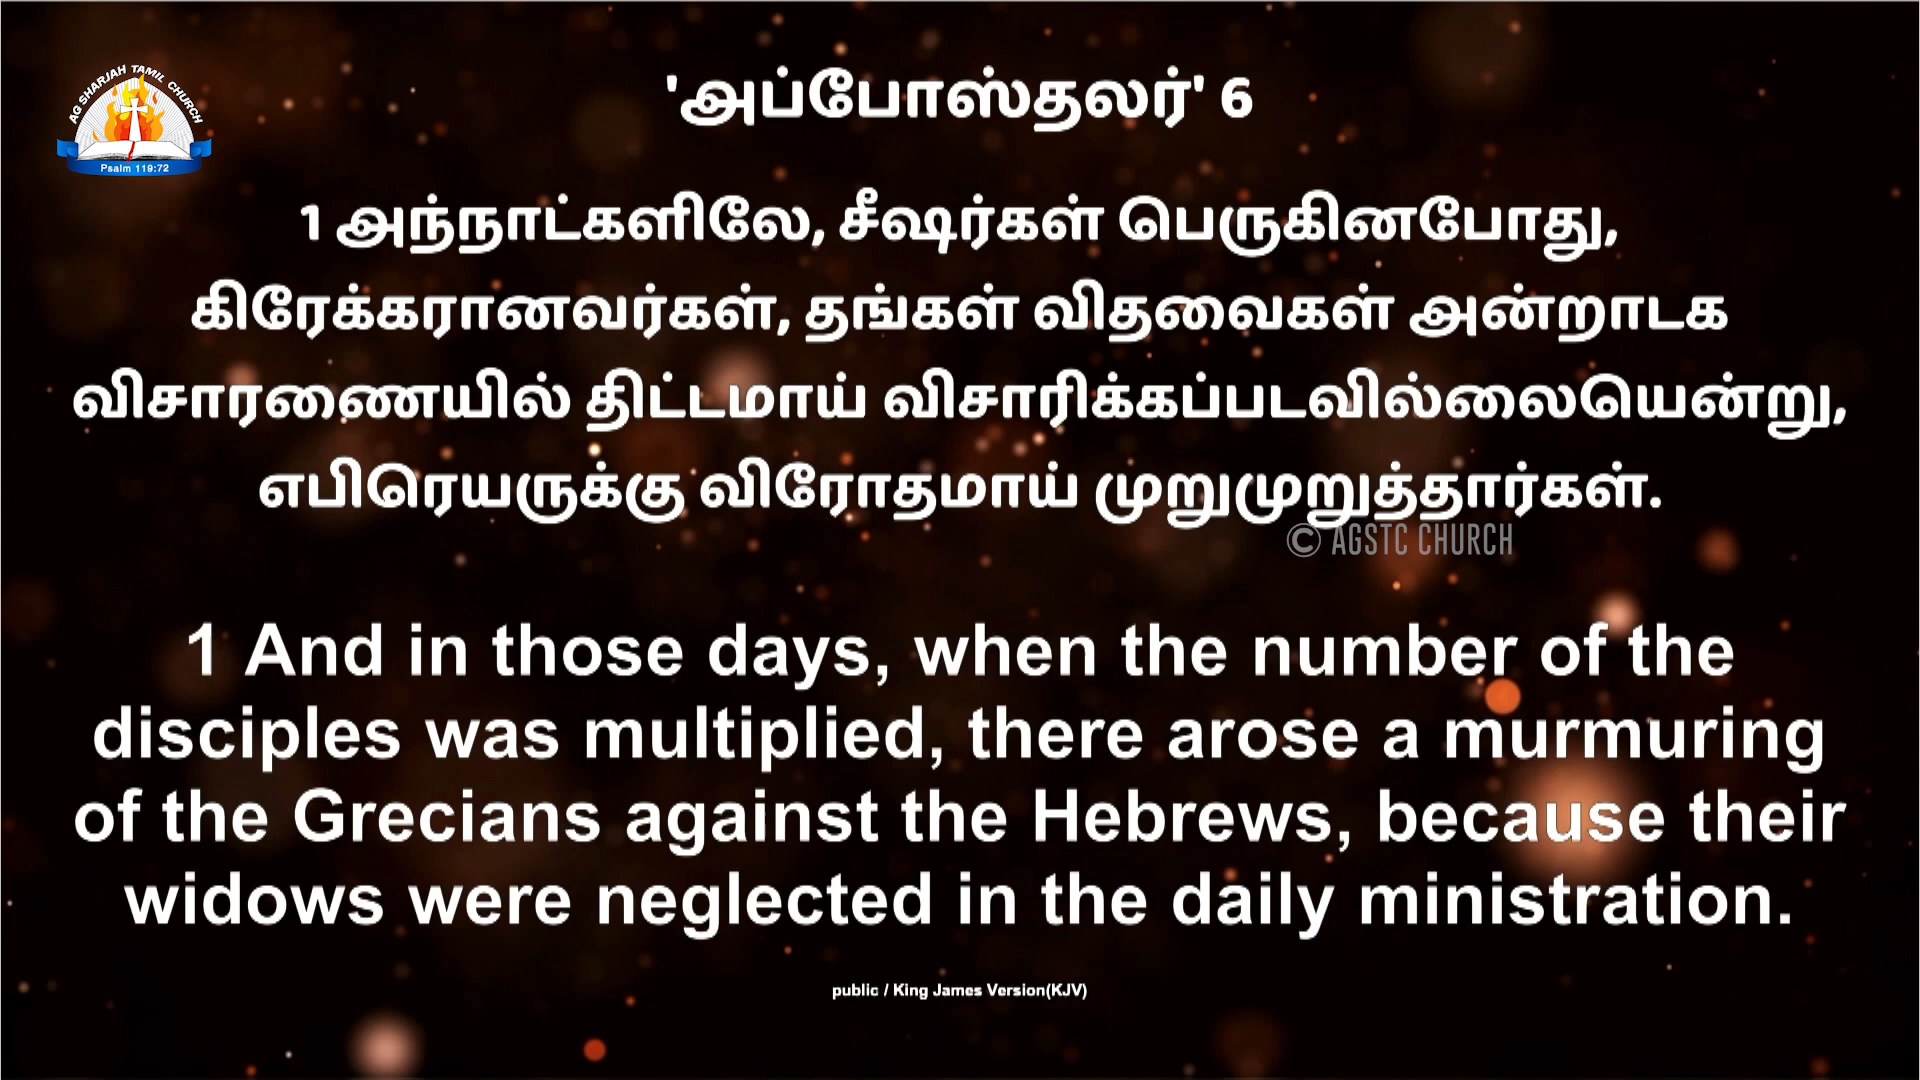 AG SHARJAH TAMIL CHURCH
Psalm 119:72
'அப்போஸ்தலர்' 6
1 அந்நாட்களிலே, சீஷர்கள் பெருகினபோது,
கிரேக்கரானவர்கள், தங்கள் விதவைகள் அன்றாடக
விசாரணையில் திட்டமாய் விசாரிக்கப்படவில்லையென்று,
எபிரெயருக்கு விரோதமாய் முறுமுறுத்தார்கள்.
© AGSTC CHURCH
1 And in those days, when the number of the
disciples was multiplied, there arose a murmuring
of the Grecians against the Hebrews, because their
widows were neglected in the daily ministration.
public / King James Version(KJV)